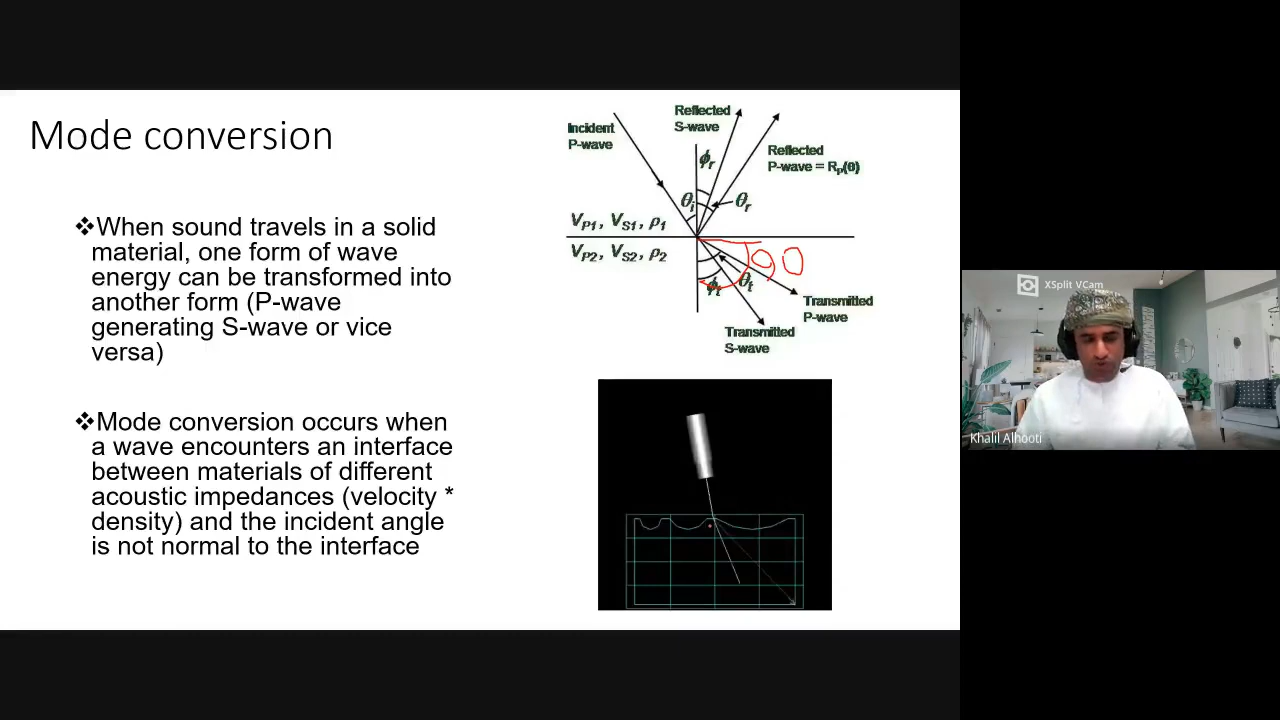 Mode conversion
❖When sound travels in a solid
material, one form of wave
energy can be transformed into
another form (P-wave
generating S-wave or vice
versa)
❖Mode conversion occurs when
a wave encounters an interface
between materials of different
acoustic impedances (velocity *
density) and the incident angle
is not normal to the interface
Incident
P-wave
Reflected
S-wave
Reflected
P-wave = Rp(θ)
ϕr
θi
θr
VP1, VS1, ρ1
VP2, VS2, ρ2
90
ϕt
θt
Transmitted
P-wave
Transmitted
S-wave
XSplit VCam
Khalil Alhooti